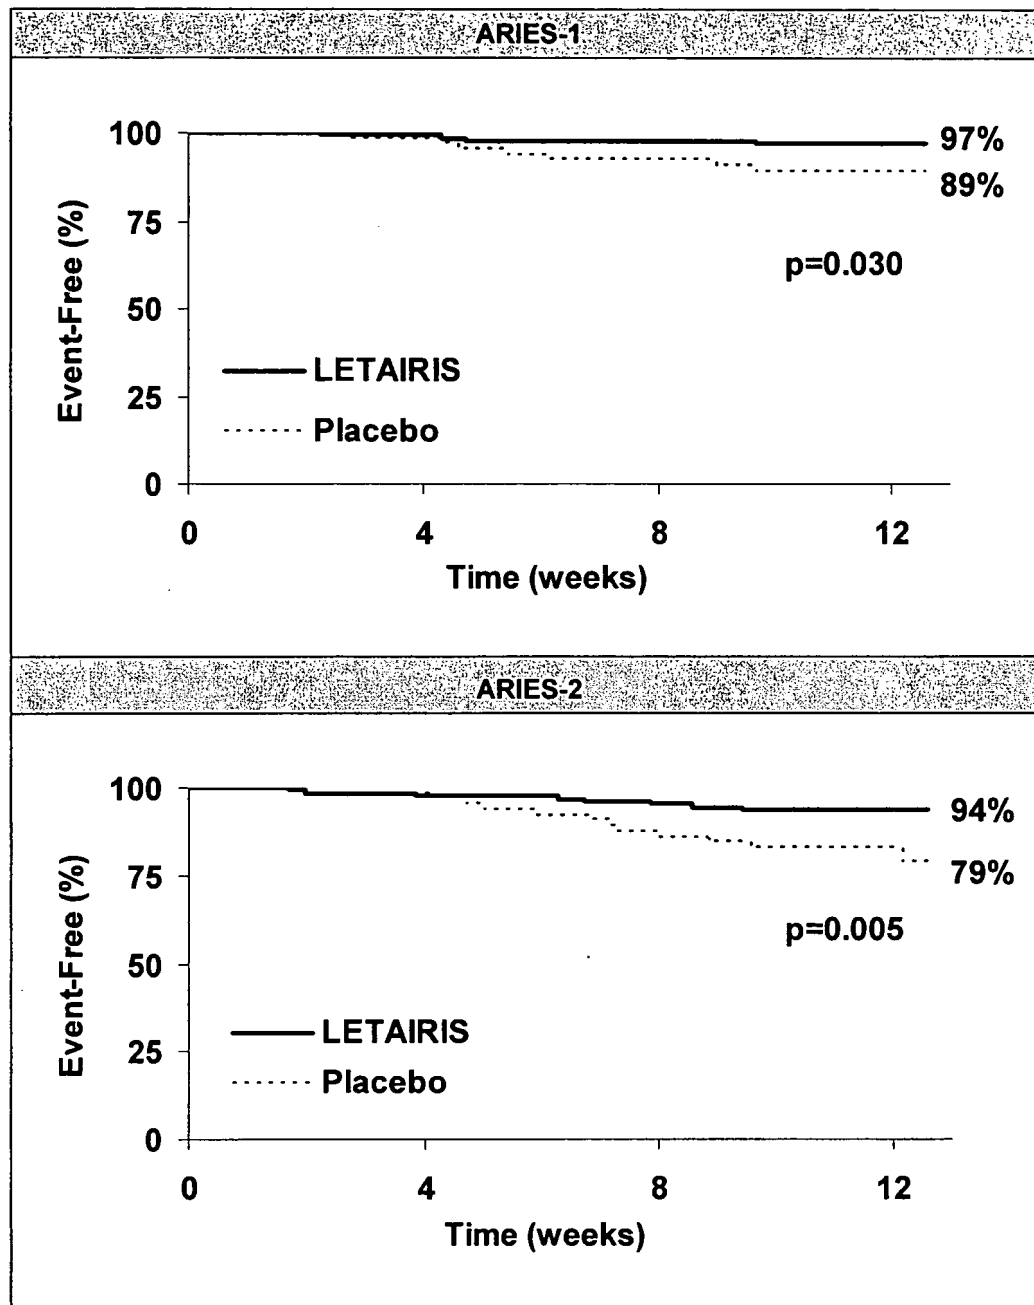 ARIES-1
100
75
50
25
0
Event-Free (%)
97%
89%
p=0.030
LETAIRIS
Placebo
0 4 8 12
Time (weeks)
ARIES-2
100
75
50
25
0
Event-Free (%)
94%
79%
p=0.005
LETAIRIS
Placebo
0 4 8 12
Time (weeks)